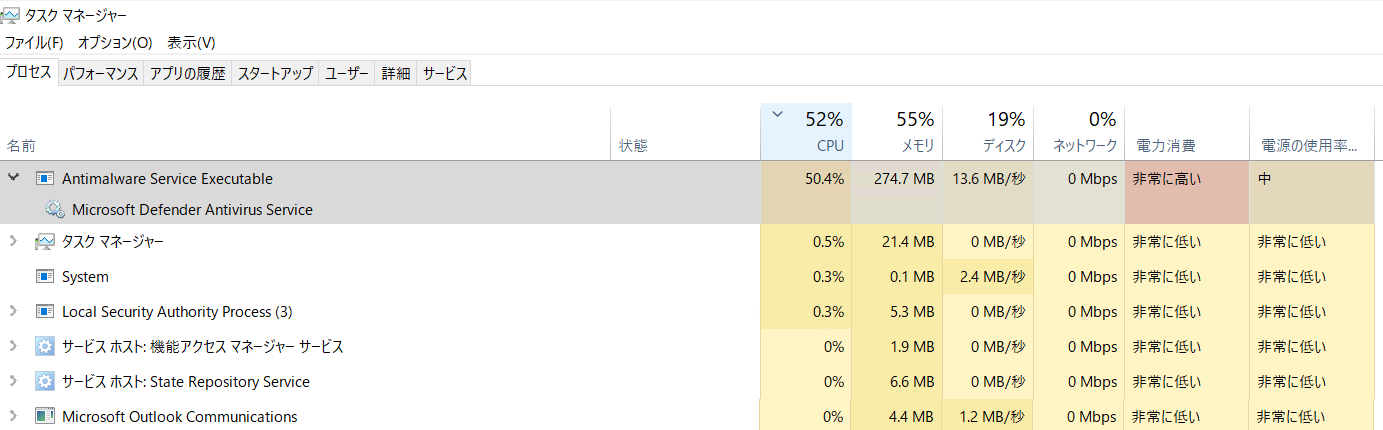 タスク マネージャー
ファイル(F) オプション(O) 表示(V)
プロセス パフォーマンス アプリの履歴 スタートアップ ユーザー 詳細 サービス
52% 55% 19% 0%
名前 状態 CPU メモリ ディスク ネットワーク 電力消費 電源の使用率...
Antimalware Service Executable 50.4% 274.7 MB 13.6 MB/秒 0 Mbps 非常に高い 中
Microsoft Defender Antivirus Service
タスク マネージャー 0.5% 21.4 MB 0 MB/秒 0 Mbps 非常に低い 非常に低い
System 0.3% 0.1 MB 2.4 MB/秒 0 Mbps 非常に低い 非常に低い
Local Security Authority Process (3) 0.3% 5.3 MB 0 MB/秒 0 Mbps 非常に低い 非常に低い
サービス ホスト: 機能アクセス マネージャー サービス 0% 1.9 MB 0 MB/秒 0 Mbps 非常に低い 非常に低い
サービス ホスト: State Repository Service 0% 6.6 MB 0 MB/秒 0 Mbps 非常に低い 非常に低い
Microsoft Outlook Communications 0% 4.4 MB 1.2 MB/秒 0 Mbps 非常に低い 非常に低い